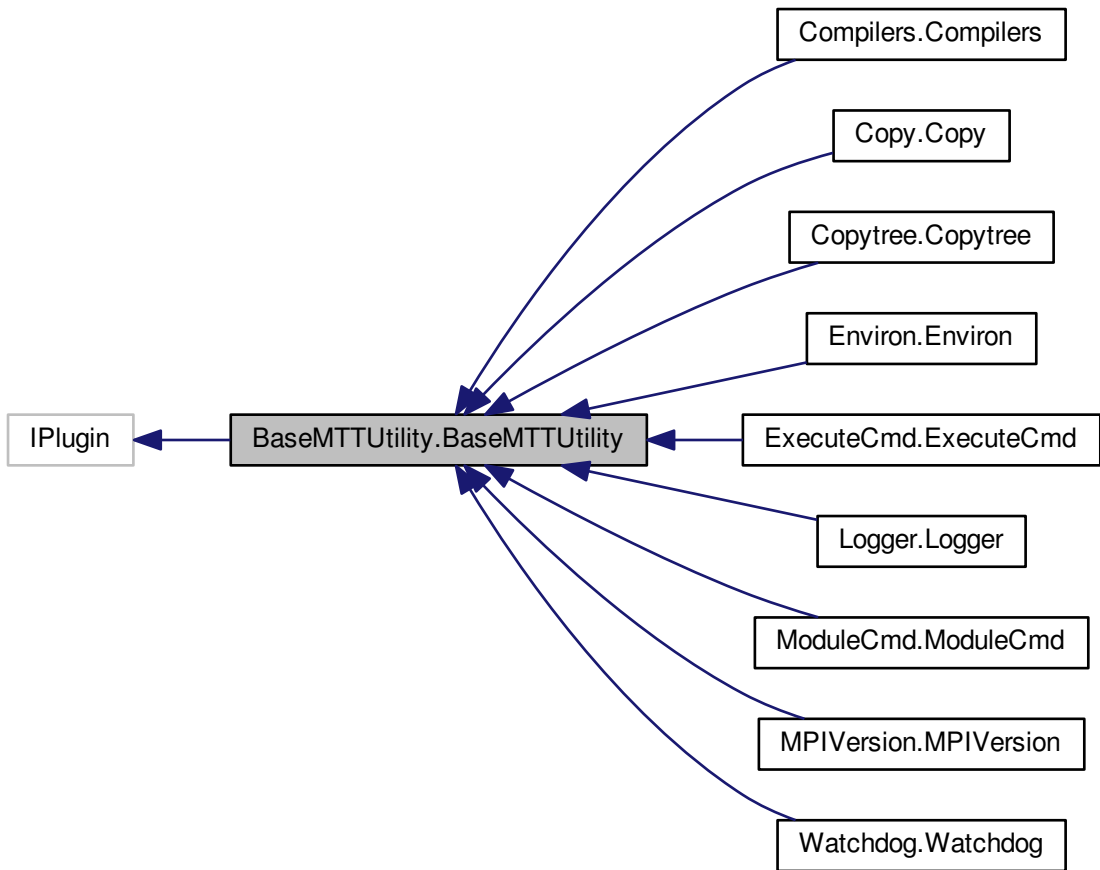 Compilers.Compilers
Copy.Copy
Copytree.Copytree
Environ.Environ
IPlugin
BaseMTTUtility.BaseMTTUtility
ExecuteCmd.ExecuteCmd
Logger.Logger
ModuleCmd.ModuleCmd
MPIVersion.MPIVersion
Watchdog.Watchdog